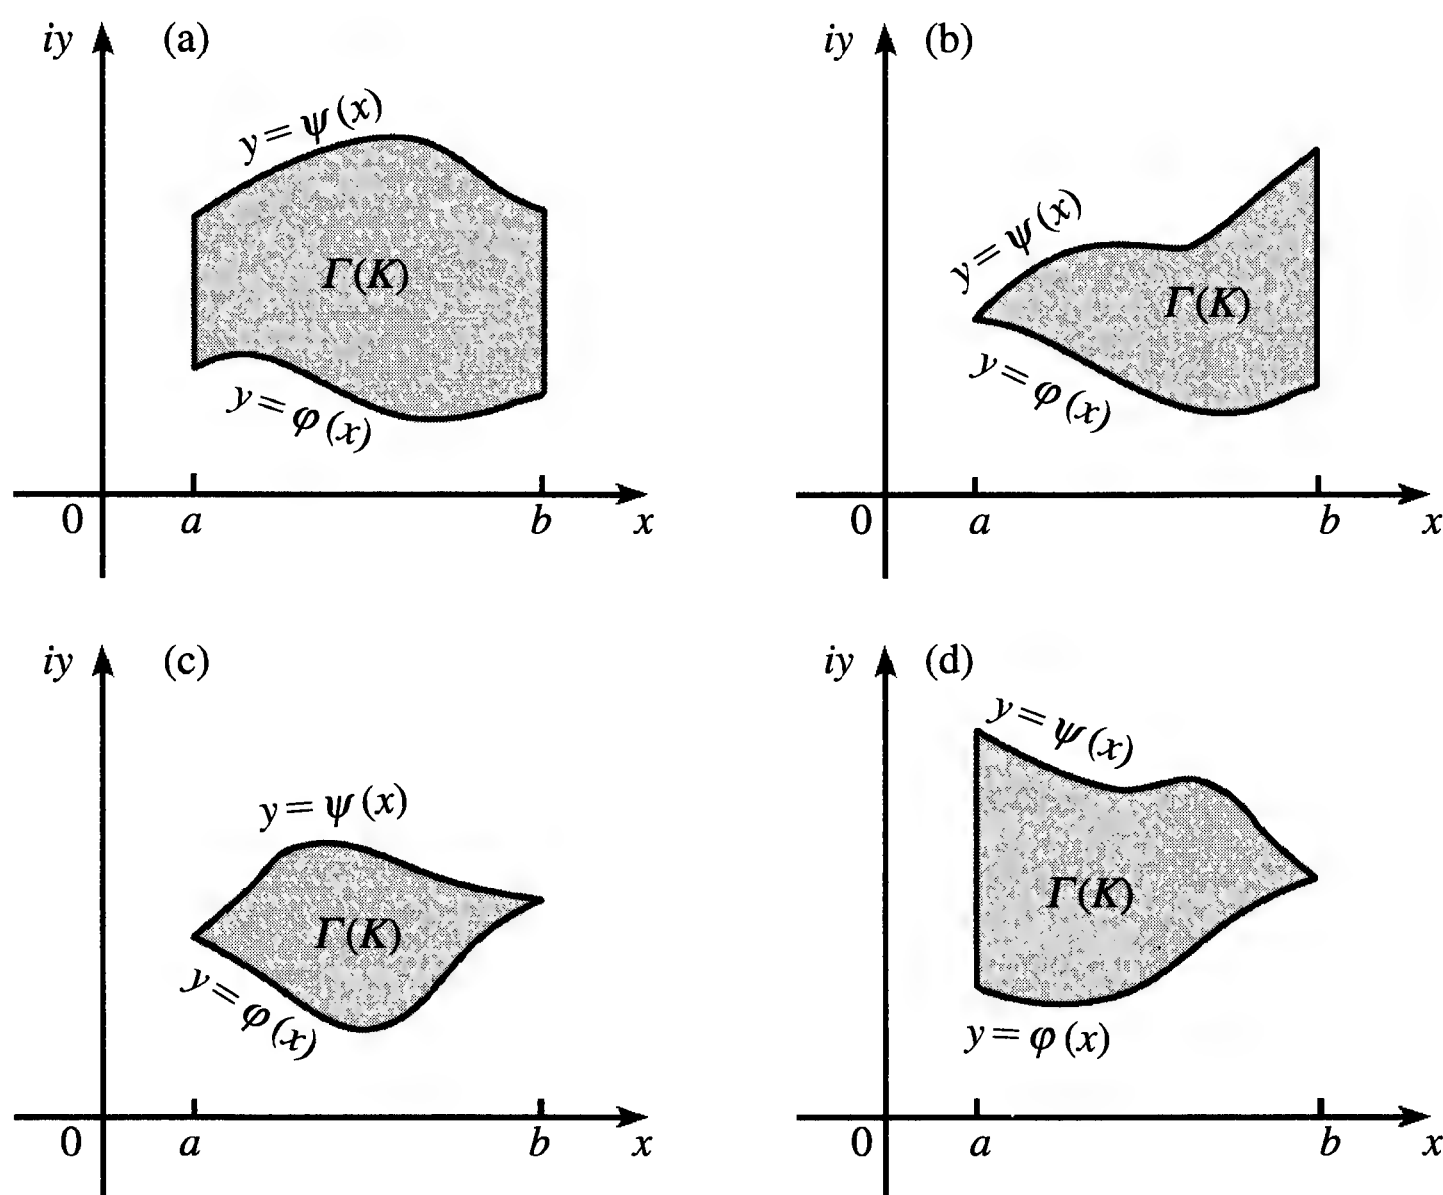 iy (a)
y = ψ(x)
Γ(K)
y = φ(x)
0 a b x
iy (b)
y = ψ(x)
Γ(K)
y = φ(x)
0 a b x
iy (c)
y = ψ(x)
Γ(K)
y = φ(x)
0 a b x
iy (d)
y = ψ(x)
Γ(K)
y = φ(x)
0 a b x